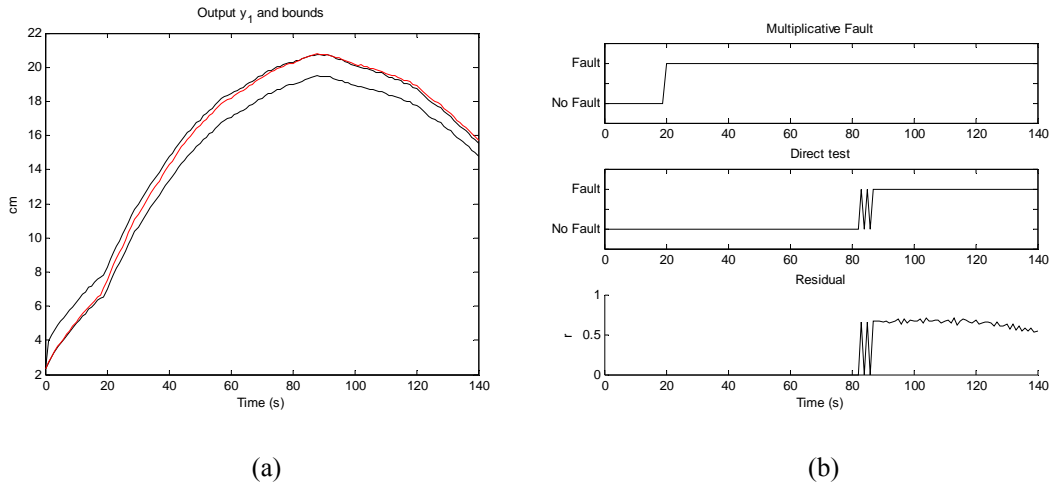 Output y1 and bounds
22
20
18
16
14
12
10
8
6
4
2
cm
0 20 40 60 80 100 120 140
Time (s)
(a)
Multiplicative Fault
Fault
No Fault
0 20 40 60 80 100 120 140
Direct test
Fault
No Fault
0 20 40 60 80 100 120 140
Residual
1
0.5
0
r
0 20 40 60 80 100 120 140
Time (s)
(b)